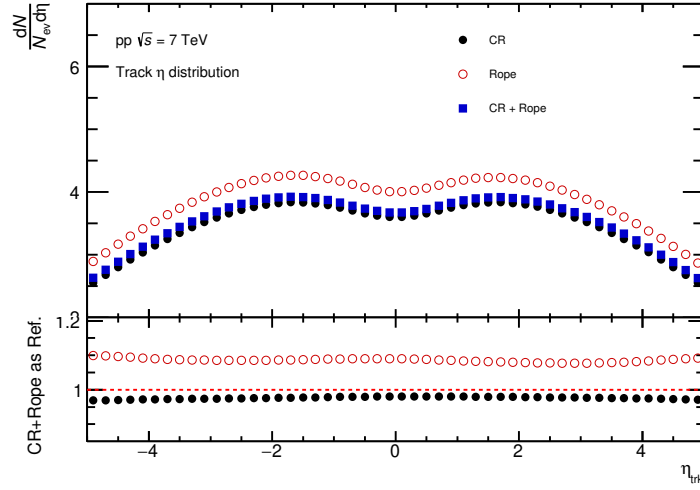 dN
N_ev dη
pp √s = 7 TeV
Track η distribution
CR
Rope
CR + Rope
6
4
2
1.2
1
CR+Rope as Ref.
−4 −2 0 2 4
η_trk